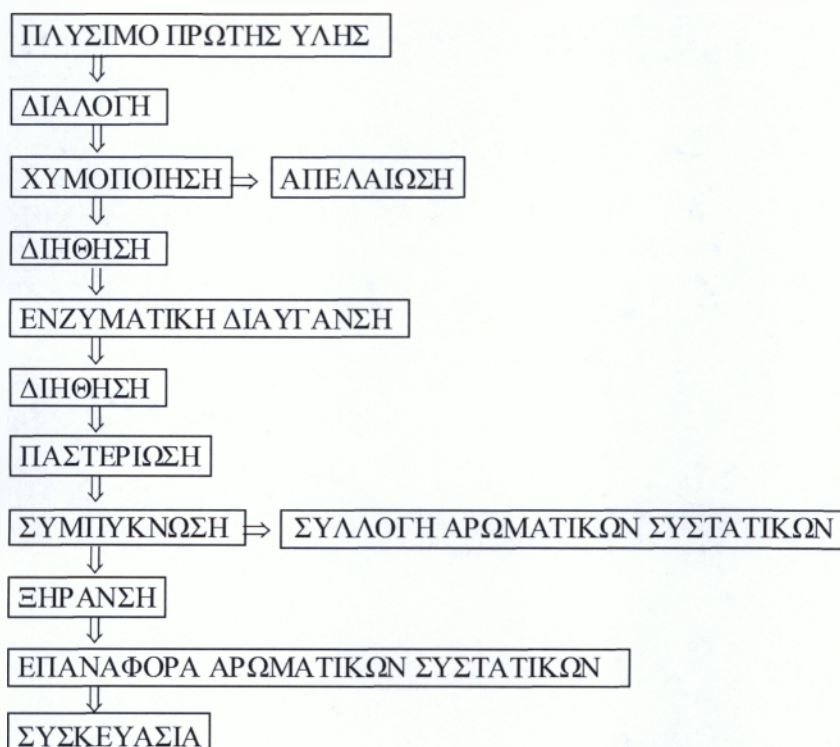 ΠΛΥΣΙΜΟ ΠΡΩΤΗΣ ΥΛΗΣ
⇓
ΔΙΑΛΟΓΗ
⇓
ΧΥΜΟΠΟΙΗΣΗ ⇒ ΑΠΕΛΑΙΩΣΗ
⇓
ΔΙΗΘΗΣΗ
⇓
ΕΝΖΥΜΑΤΙΚΗ ΔΙΑΥΓΑΝΣΗ
⇓
ΔΙΗΘΗΣΗ
⇓
ΠΑΣΤΕΡΙΩΣΗ
⇓
ΣΥΜΠΥΚΝΩΣΗ ⇒ ΣΥΛΛΟΓΗ ΑΡΩΜΑΤΙΚΩΝ ΣΥΣΤΑΤΙΚΩΝ
⇓
ΞΗΡΑΝΣΗ
⇓
ΕΠΑΝΑΦΟΡΑ ΑΡΩΜΑΤΙΚΩΝ ΣΥΣΤΑΤΙΚΩΝ
⇓
ΣΥΣΚΕΥΑΣΙΑ